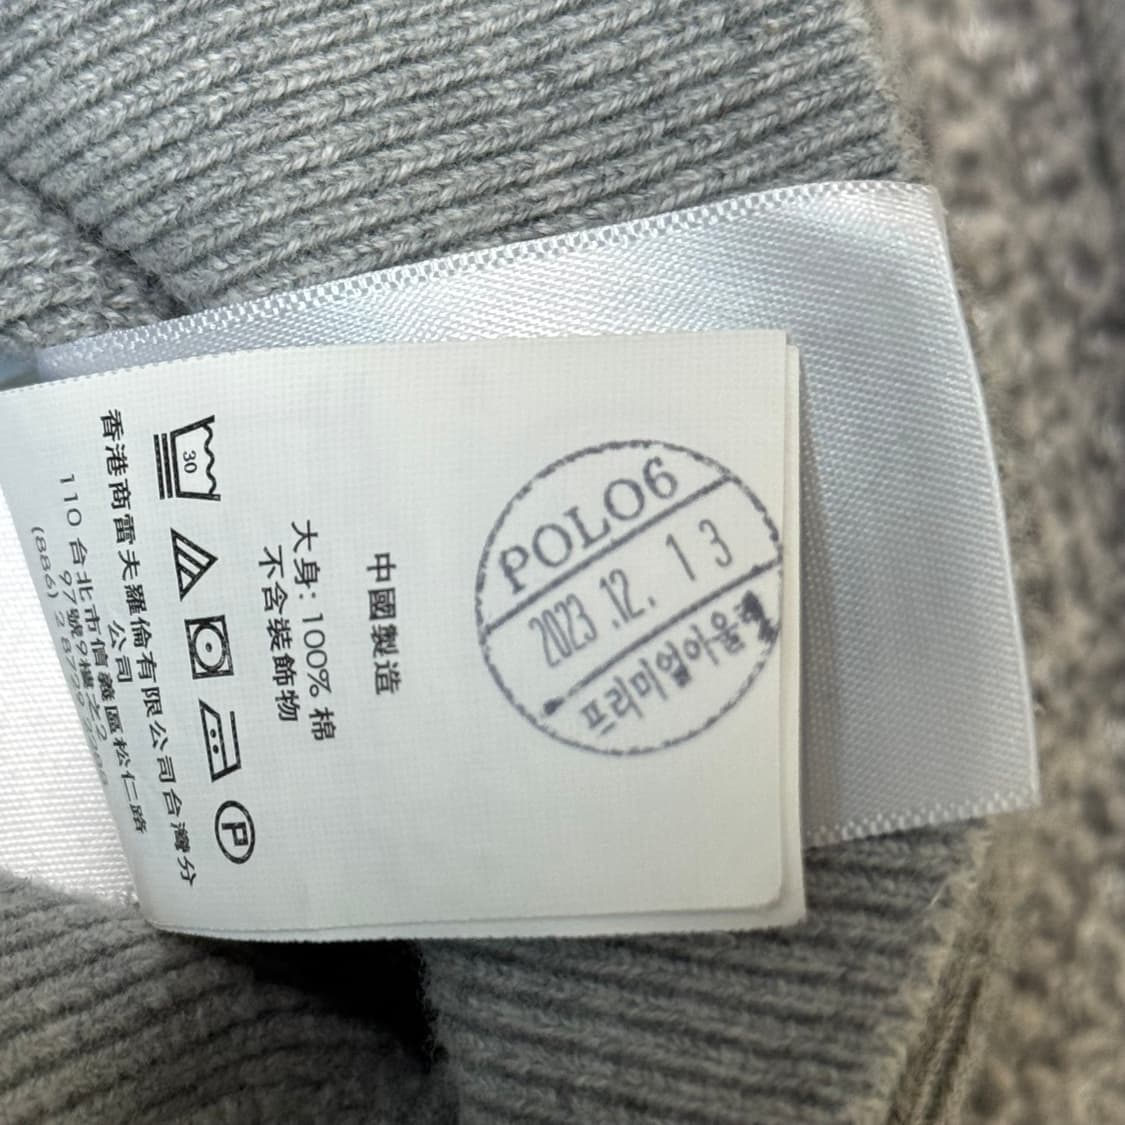 POLO6
2023.12. 13
프리미엄아울렛
中國製造
大身: 100% 棉
不含裝飾物
30
P
香港商雷夫羅倫有限公司台灣分
公司
110 台北市信義區松仁路
97號9樓之2
(886) 2 8729